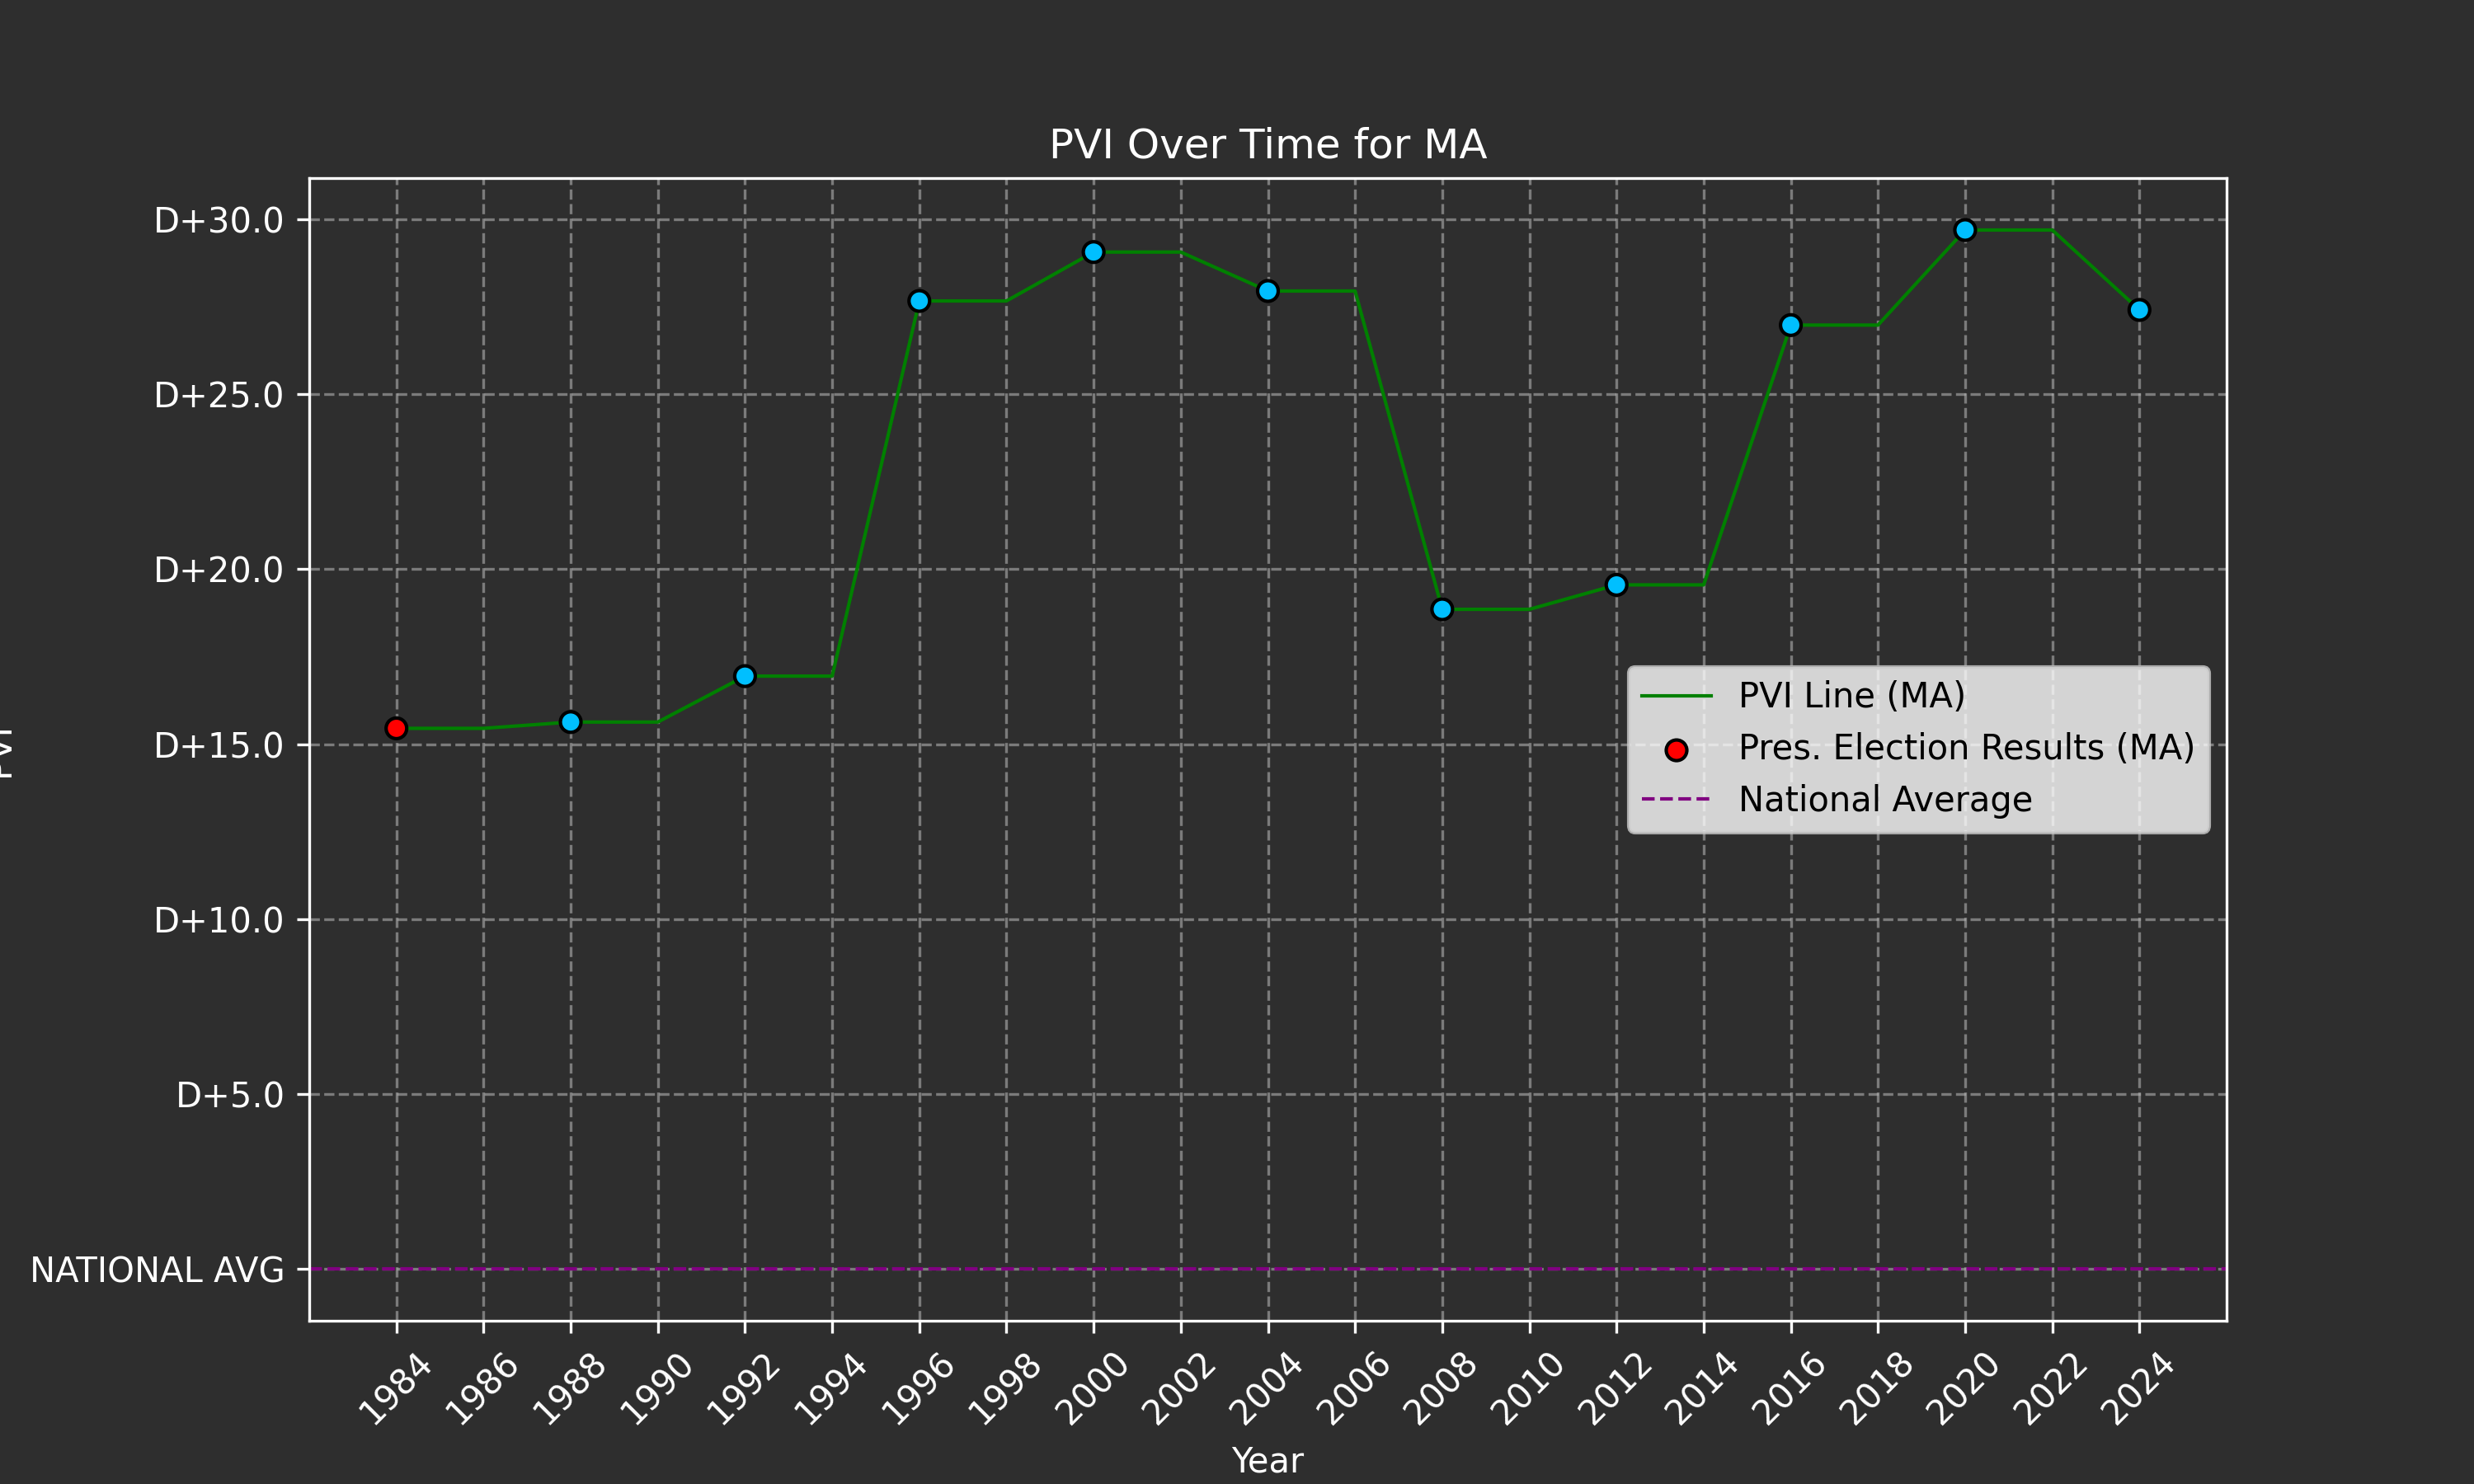 PVI Over Time for MA
D+30.0
D+25.0
D+20.0
D+15.0
D+10.0
D+5.0
NATIONAL AVG
PVI Line (MA)
Pres. Election Results (MA)
National Average
1984
1986
1988
1990
1992
1994
1996
1998
2000
2002
2004
2006
2008
2010
2012
2014
2016
2018
2020
2022
2024
Year